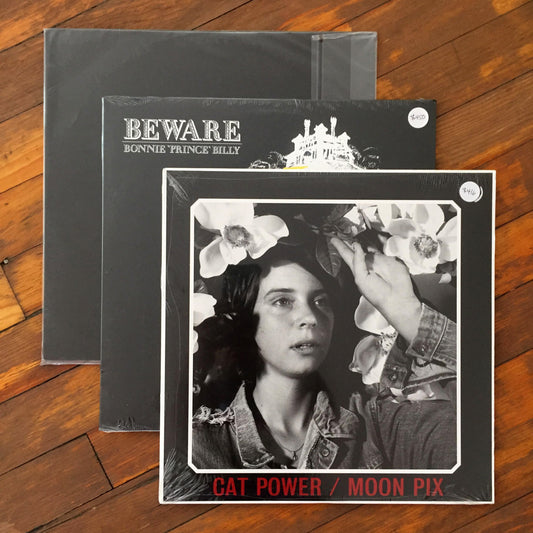 BEWARE
BONNIE 'PRINCE' BILLY
CAT POWER / MOON PIX